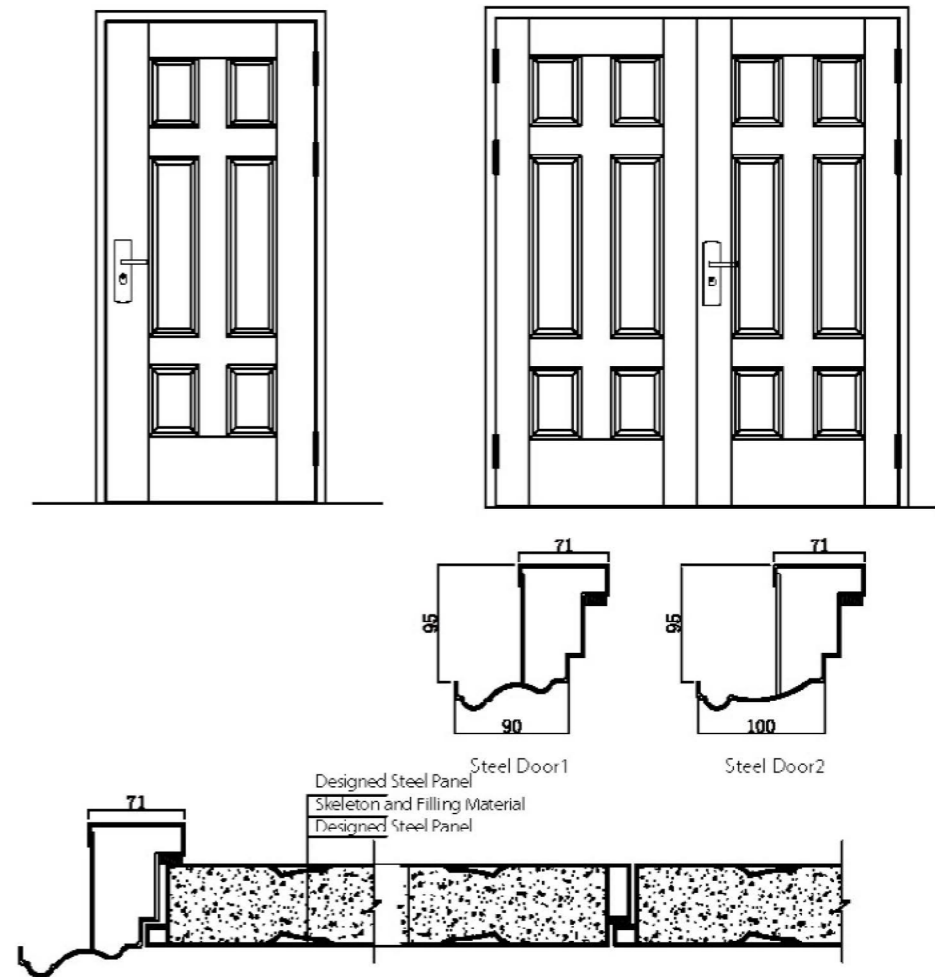 71
71
95
95
90
100
Steel Door1
Steel Door2
Designed Steel Panel
Skeleton and Filling Material
Designed Steel Panel
71